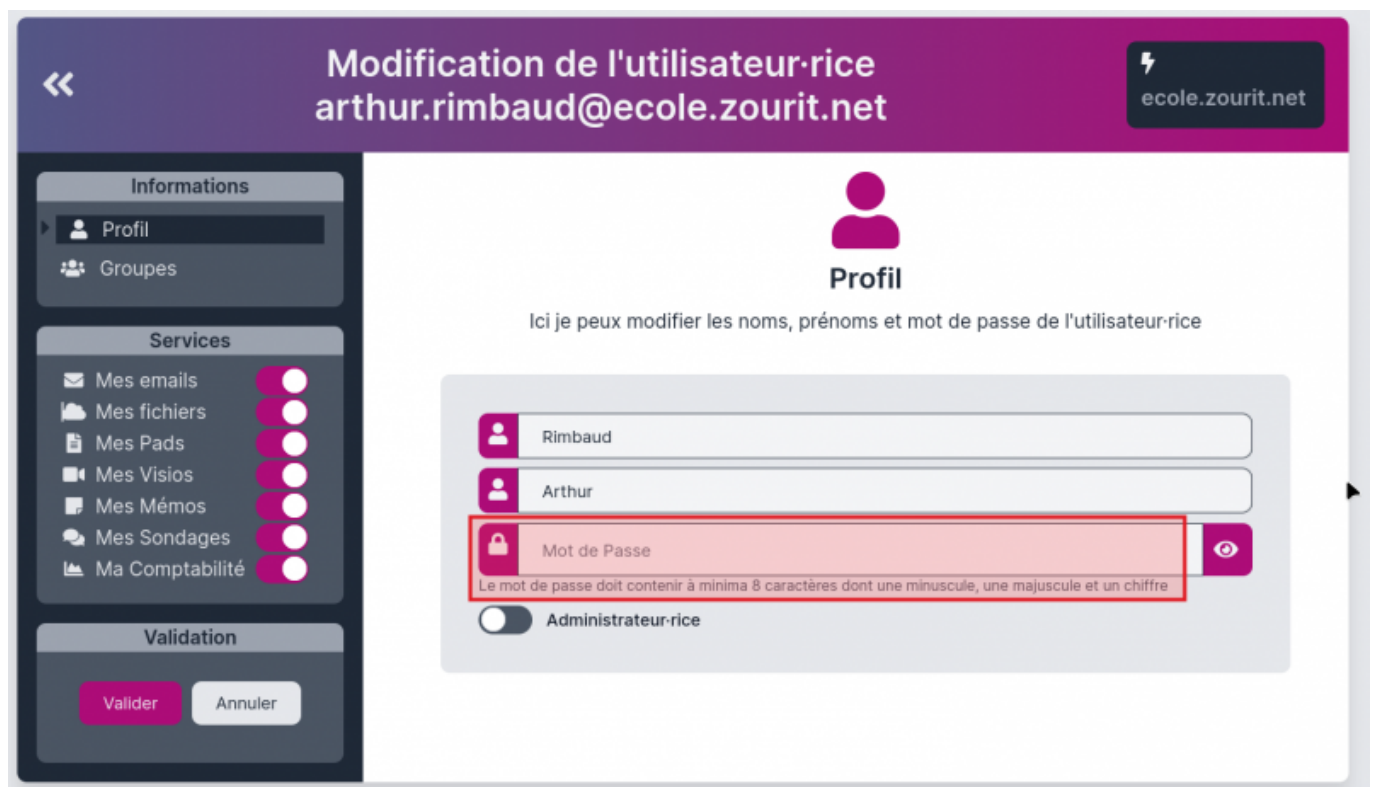 Modification de l'utilisateur·rice
arthur.rimbaud@ecole.zourit.net
ecole.zourit.net
Informations
Profil
Groupes
Services
Mes emails
Mes fichiers
Mes Pads
Mes Visios
Mes Mémos
Mes Sondages
Ma Comptabilité
Validation
Valider
Annuler
Profil
Ici je peux modifier les noms, prénoms et mot de passe de l'utilisateur·rice
Rimbaud
Arthur
Mot de Passe
Le mot de passe doit contenir à minima 8 caractères dont une minuscule, une majuscule et un chiffre
Administrateur·rice